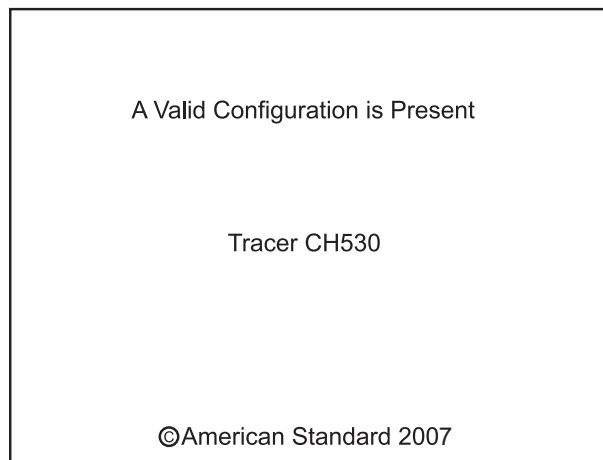 A Valid Configuration is Present
Tracer CH530
©American Standard 2007